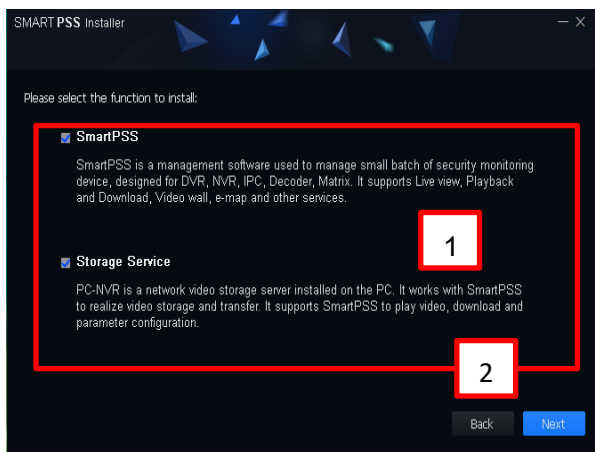 SMART PSS Installer
Please select the function to install:
SmartPSS
SmartPSS is a management software used to manage small batch of security monitoring
device, designed for DVR, NVR, IPC, Decoder, Matrix. It supports Live view, Playback
and Download, Video wall, e-map and other services.
1
Storage Service
PC-NVR is a network video storage server installed on the PC. It works with SmartPSS
to realize video storage and transfer. It supports SmartPSS to play video, download and
parameter configuration.
2
Back Next